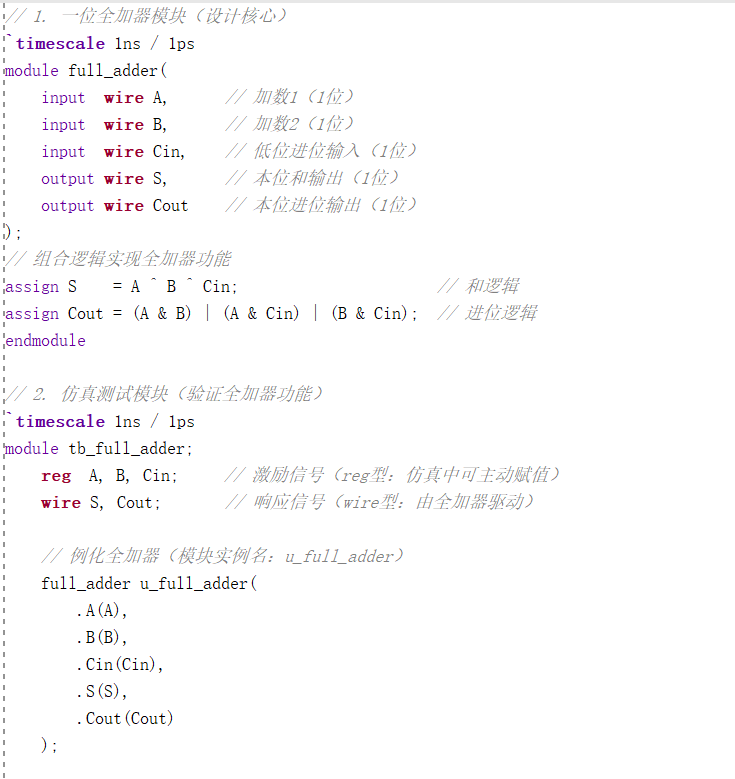 // 1. 一位全加器模块（设计核心）
`timescale 1ns / 1ps
module full_adder(
    input  wire A,      // 加数1（1位）
    input  wire B,      // 加数2（1位）
    input  wire Cin,    // 低位进位输入（1位）
    output wire S,      // 本位和输出（1位）
    output wire Cout    // 本位进位输出（1位）
);
// 组合逻辑实现全加器功能
assign S    = A ^ B ^ Cin;                      // 和逻辑
assign Cout = (A & B) | (A & Cin) | (B & Cin);  // 进位逻辑
endmodule

// 2. 仿真测试模块（验证全加器功能）
`timescale 1ns / 1ps
module tb_full_adder;
    reg  A, B, Cin;     // 激励信号（reg型：仿真中可主动赋值）
    wire S, Cout;       // 响应信号（wire型：由全加器驱动）

    // 例化全加器（模块实例名：u_full_adder）
    full_adder u_full_adder(
        .A(A),
        .B(B),
        .Cin(Cin),
        .S(S),
        .Cout(Cout)
    );